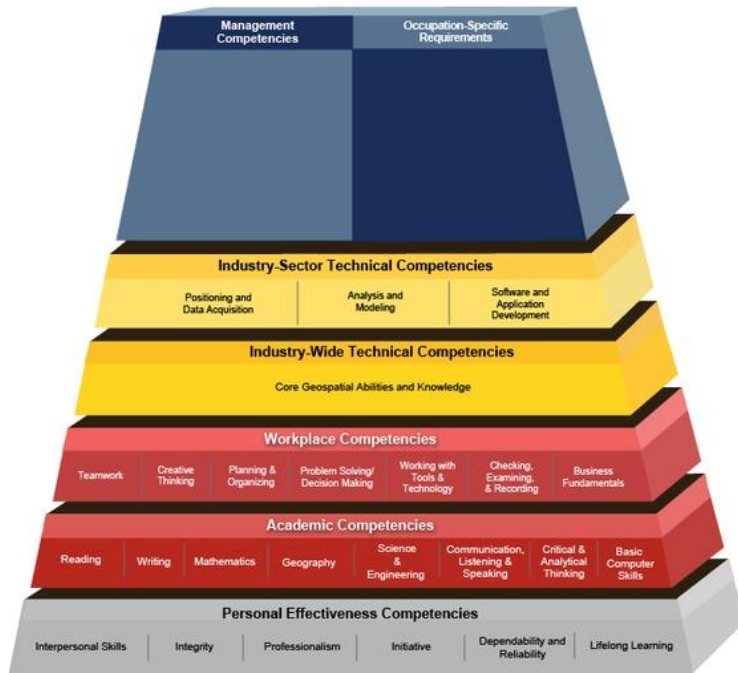 Management
Competencies
Occupation-Specific
Requirements
Industry-Sector Technical Competencies
Positioning and
Data Acquisition
Analysis and
Modeling
Software and
Application
Development
Industry-Wide Technical Competencies
Core Geospatial Abilities and Knowledge
Workplace Competencies
Teamwork
Creative
Thinking
Planning &
Organizing
Problem Solving/
Decision Making
Working with
Tools &
Technology
Checking,
Examining,
& Recording
Business
Fundamentals
Academic Competencies
Reading
Writing
Mathematics
Geography
Science
&
Engineering
Communication,
Listening &
Speaking
Critical &
Analytical
Thinking
Basic
Computer
Skills
Personal Effectiveness Competencies
Interpersonal Skills
Integrity
Professionalism
Initiative
Dependability and
Reliability
Lifelong Learning